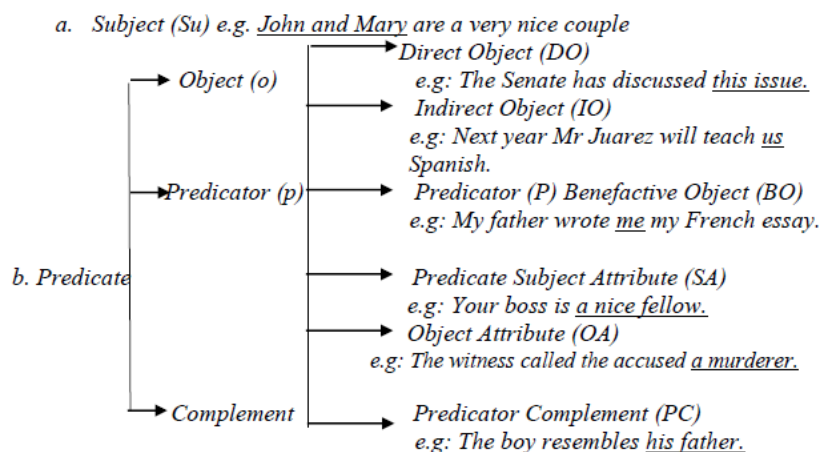 a. Subject (Su) e.g. John and Mary are a very nice couple
Direct Object (DO)
Object (o)
e.g: The Senate has discussed this issue.
Indirect Object (IO)
e.g: Next year Mr Juarez will teach us
Spanish.
Predicator (p)
Predicator (P) Benefactive Object (BO)
e.g: My father wrote me my French essay.
b. Predicate
Predicate Subject Attribute (SA)
e.g: Your boss is a nice fellow.
Object Attribute (OA)
e.g: The witness called the accused a murderer.
Complement
Predicator Complement (PC)
e.g: The boy resembles his father.